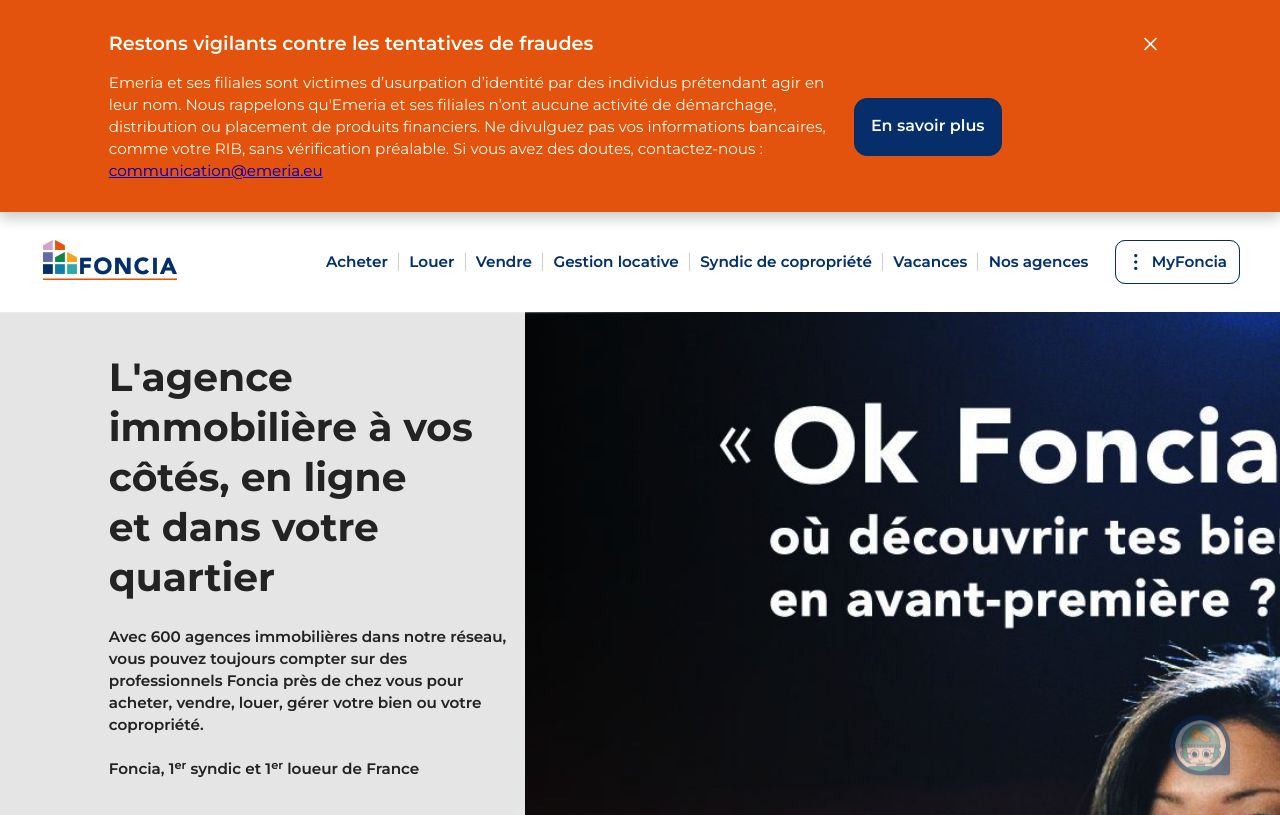 Restons vigilants contre les tentatives de fraudes
Emeria et ses filiales sont victimes d’usurpation d’identité par des individus prétendant agir en
leur nom. Nous rappelons qu'Emeria et ses filiales n’ont aucune activité de démarchage,
distribution ou placement de produits financiers. Ne divulguez pas vos informations bancaires,
comme votre RIB, sans vérification préalable. Si vous avez des doutes, contactez-nous :
communication@emeria.eu
En savoir plus
FONCIA
Acheter
Louer
Vendre
Gestion locative
Syndic de copropriété
Vacances
Nos agences
MyFoncia
L'agence
immobilière à vos
côtés, en ligne
et dans votre
quartier
Avec 600 agences immobilières dans notre réseau,
vous pouvez toujours compter sur des
professionnels Foncia près de chez vous pour
acheter, vendre, louer, gérer votre bien ou votre
copropriété.
Foncia, 1er syndic et 1er loueur de France
« Ok Foncia
où découvrir tes bie
en avant-première ?